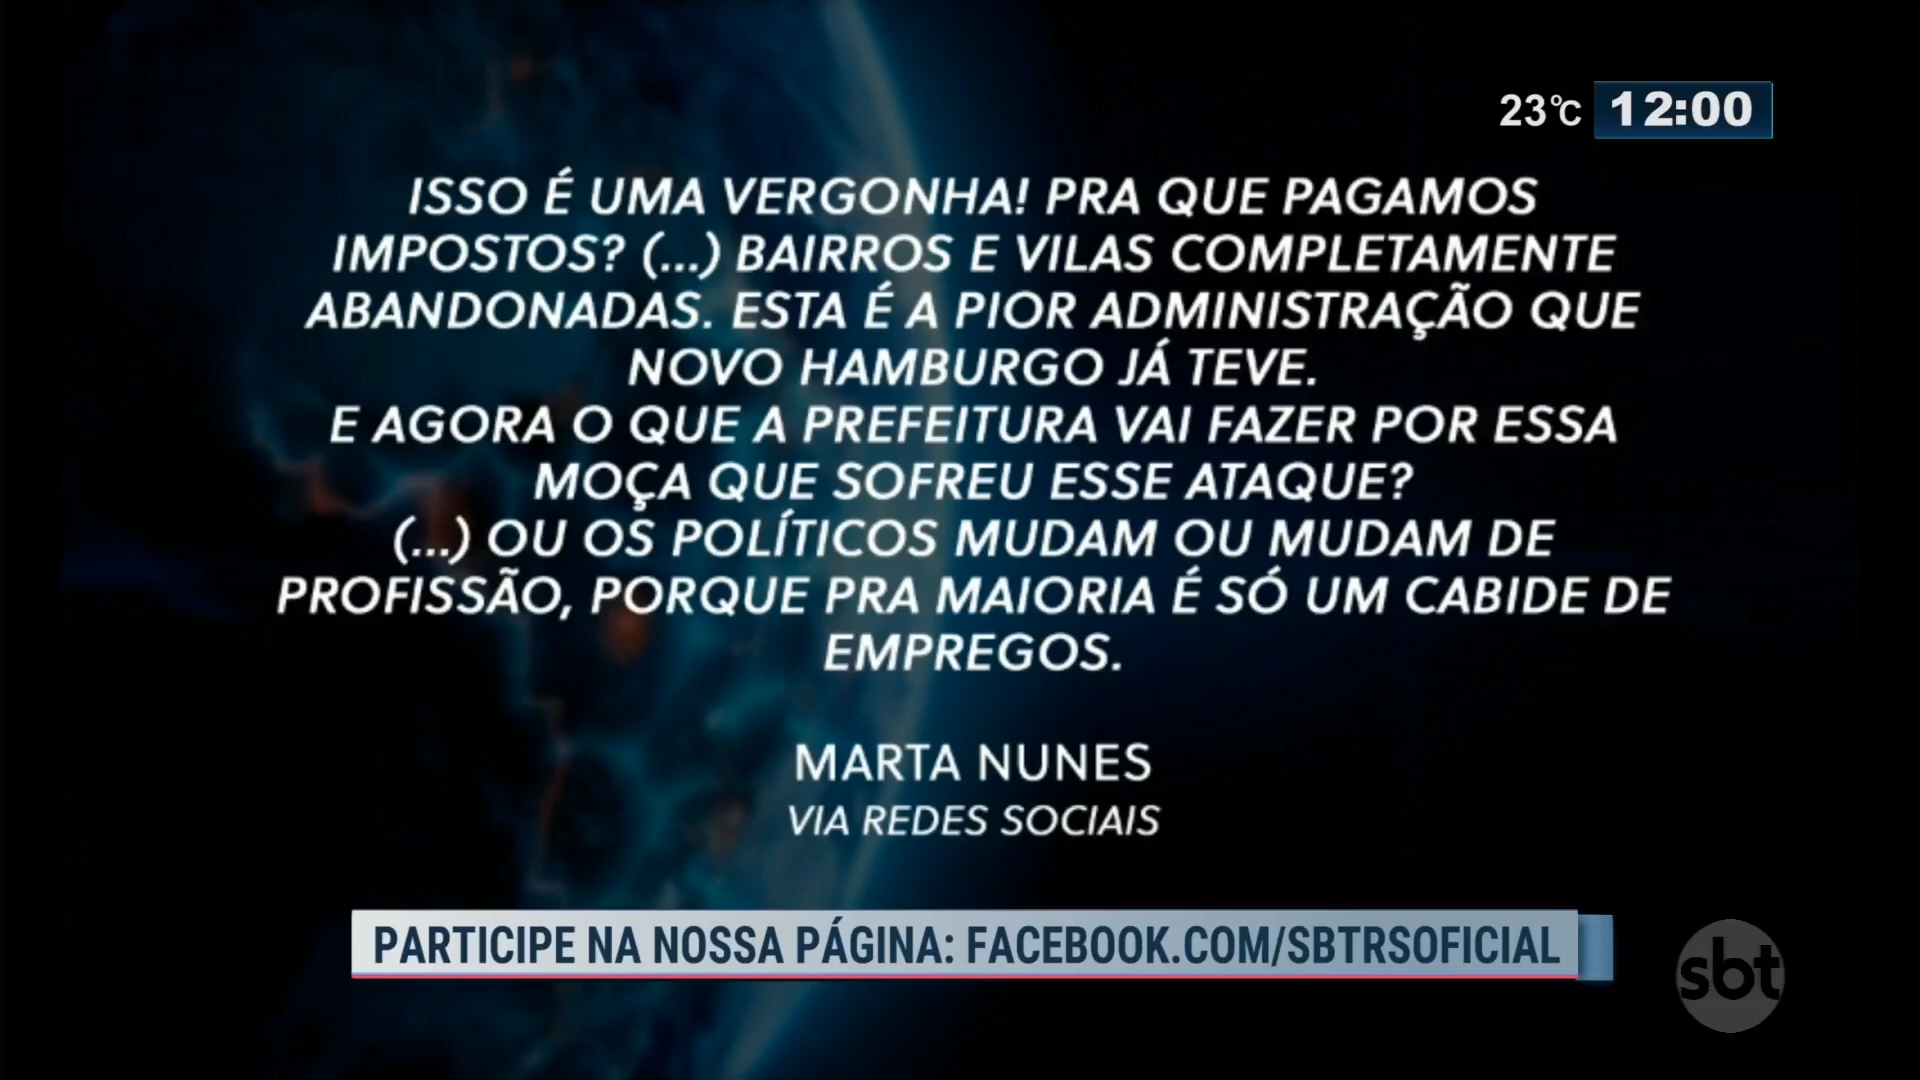 23°C 12:00
ISSO É UMA VERGONHA! PRA QUE PAGAMOS
IMPOSTOS? (...) BAIRROS E VILAS COMPLETAMENTE
ABANDONADAS. ESTA É A PIOR ADMINISTRAÇÃO QUE
NOVO HAMBURGO JÁ TEVE.
E AGORA O QUE A PREFEITURA VAI FAZER POR ESSA
MOÇA QUE SOFREU ESSE ATAQUE?
(...) OU OS POLÍTICOS MUDAM OU MUDAM DE
PROFISSÃO, PORQUE PRA MAIORIA É SÓ UM CABIDE DE
EMPREGOS.
MARTA NUNES
VIA REDES SOCIAIS
PARTICIPE NA NOSSA PÁGINA: FACEBOOK.COM/SBTRSOFICIAL
sbt